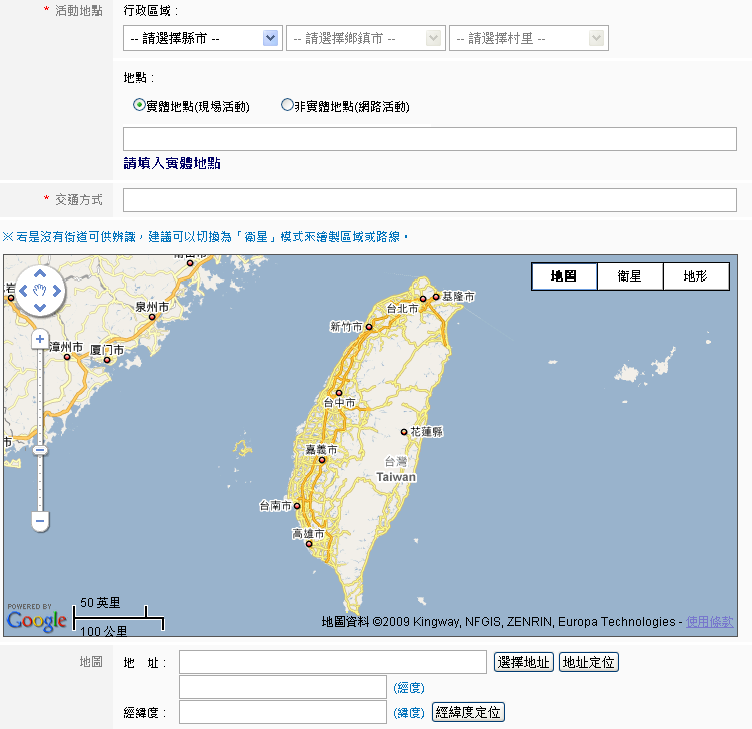 * 活動地點 行政區域：
-- 請選擇縣市 -- -- 請選擇鄉鎮市 -- -- 請選擇村里 --
地點：
實體地點(現場活動) 非實體地點(網路活動)
請填入實體地點
* 交通方式
※ 若是沒有街道可供辨識，建議可以切換為「衛星」模式來繪製區域或路線。
地圖 衛星 地形
泉州市
漳州市
厦门市
基隆市
台北市
新竹市
台中市
花蓮縣
嘉義市
台灣
Taiwan
台南市
高雄市
POWERED BY
Google
50 英里
100 公里
地圖資料 ©2009 Kingway, NFGIS, ZENRIN, Europa Technologies - 使用條款
地圖 地 址： 選擇地址 地址定位
(經度)
經緯度： (緯度) 經緯度定位